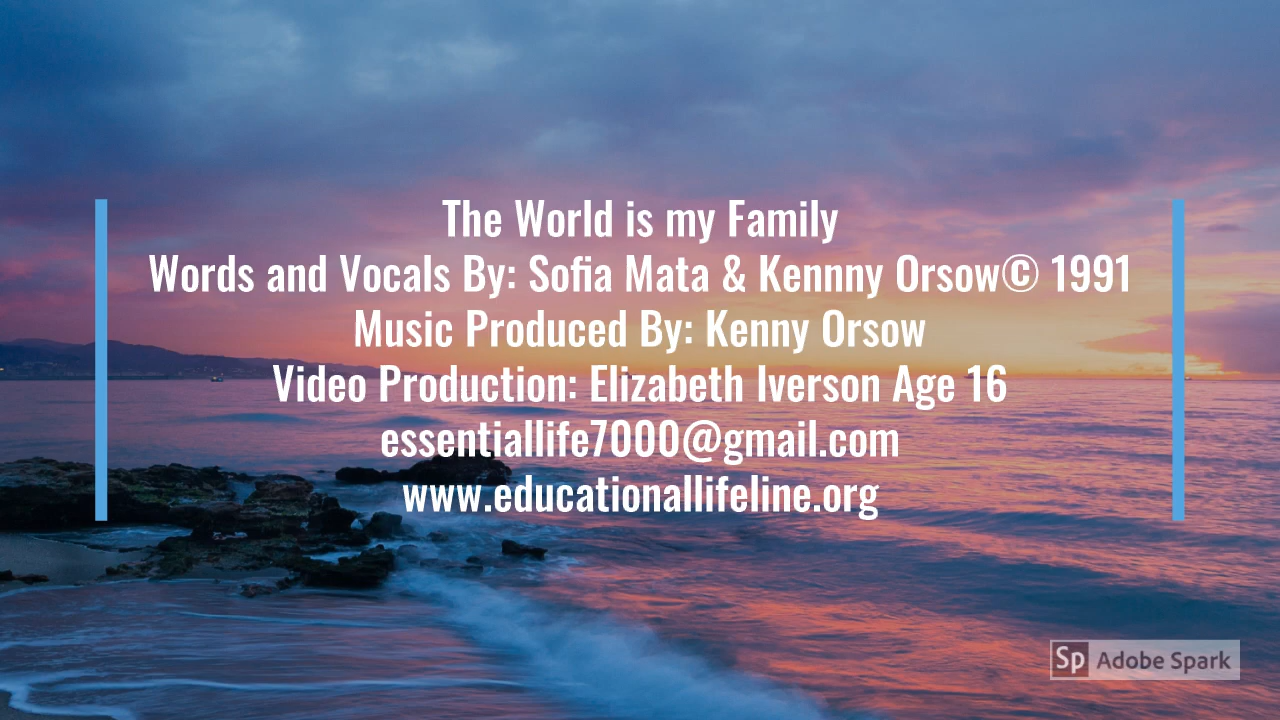 The World is my Family
Words and Vocals By: Sofia Mata & Kennny Orsow© 1991
Music Produced By: Kenny Orsow
Video Production: Elizabeth Iverson Age 16
essentiallife7000@gmail.com
www.educationallifeline.org
Sp Adobe Spark